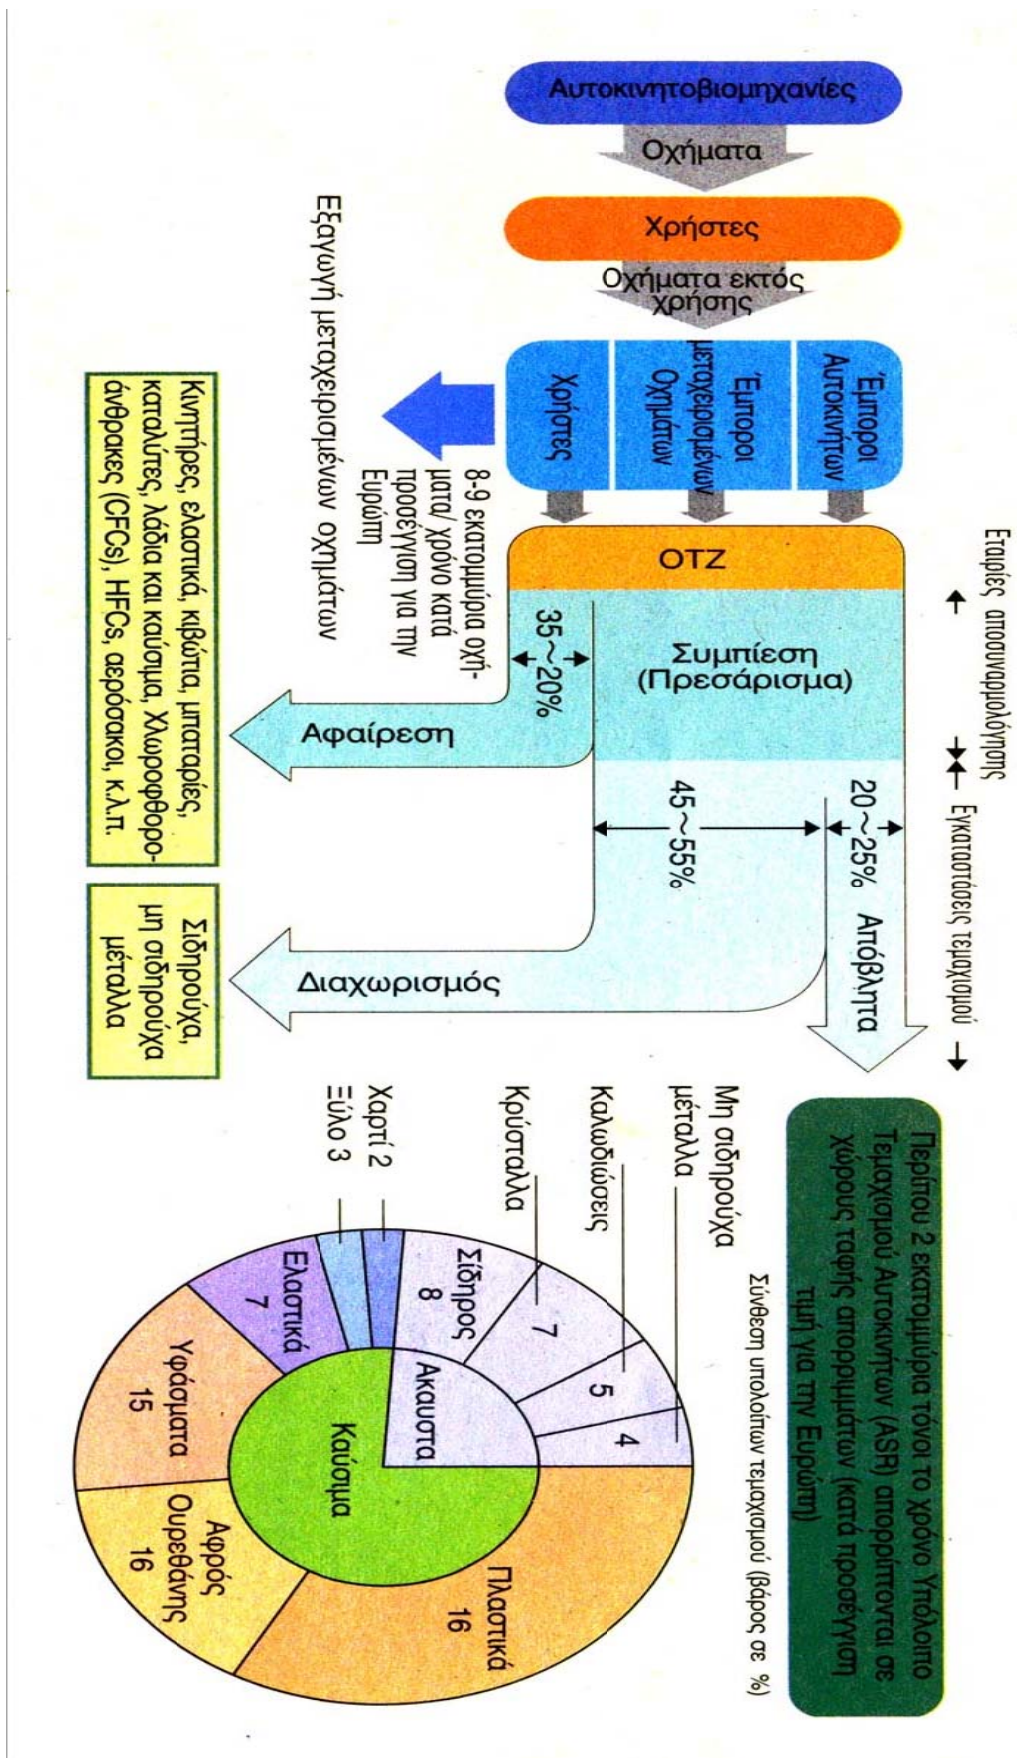 Αυτοκινητοβιομηχανίες
Οχήματα
Χρήστες
Οχήματα εκτός
χρήσης
Έμποροι
Αυτοκινήτων
Έμποροι
μεταχειρισμένων
Οχημάτων
Χρήστες
Εξαγωγή μεταχειρισμένων οχημάτων
8-9 εκατομμύρια οχή-
ματα/ χρόνο κατά
προσέγγιση για την
Ευρώπη
ΟΤΖ
Εταιρίες αποσυναρμολόγησης
Εγκαταστάσεις τεμαχισμού
Συμπίεση
(Πρεσάρισμα)
35~20%
Αφαίρεση
45~55%
20~25%
Απόβλητα
Διαχωρισμός
Κινητήρες, ελαστικά, κιβώτια, μπαταρίες,
καταλύτες, λάδια και καύσιμα, Χλωροφθορο-
άνθρακες (CFCs), HFCs, αερόσακοι, κ.λ.π.
Σιδηρούχα,
μη σιδηρούχα
μέταλλα
Περίπου 2 εκατομμύρια τόνοι το χρόνο Υπόλοιπο
Τεμαχισμού Αυτοκινήτων (ASR) απορρίπτονται σε
χώρους ταφής απορριμμάτων (κατά προσέγγιση
τιμή για την Ευρώπη)
Σύνθεση υπολοίπων τεμαχισμού (βάρος σε %)
Μη σιδηρούχα
μέταλλα
Καλωδιώσεις
Κρύσταλλα
Χαρτί 2
Ξύλο 3
Σίδηρος
8
7
5
4
Άκαυστα
Καύσιμα
Ελαστικά
7
Υφάσματα
15
Αφρός
Ουρεθάνης
16
Πλαστικά
16